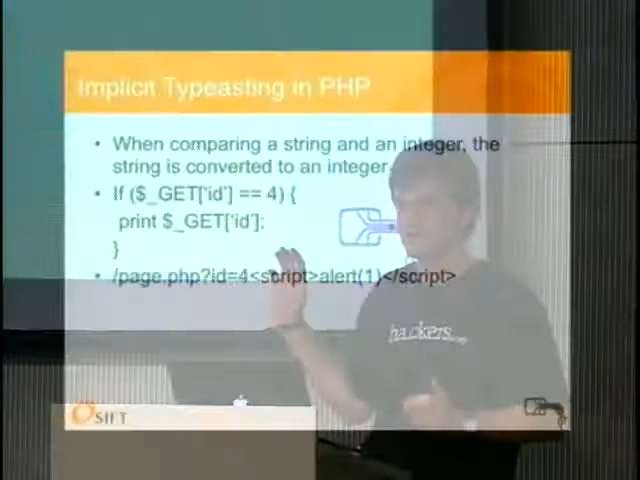 Implicit Typeasting in PHP
• When comparing a string and an integer, the
string is converted to an integer
• If ($_GET['id'] == 4) {
print $_GET['id'];
}
• /page.php?id=4<script>alert(1)</script>
hackers
SIFT